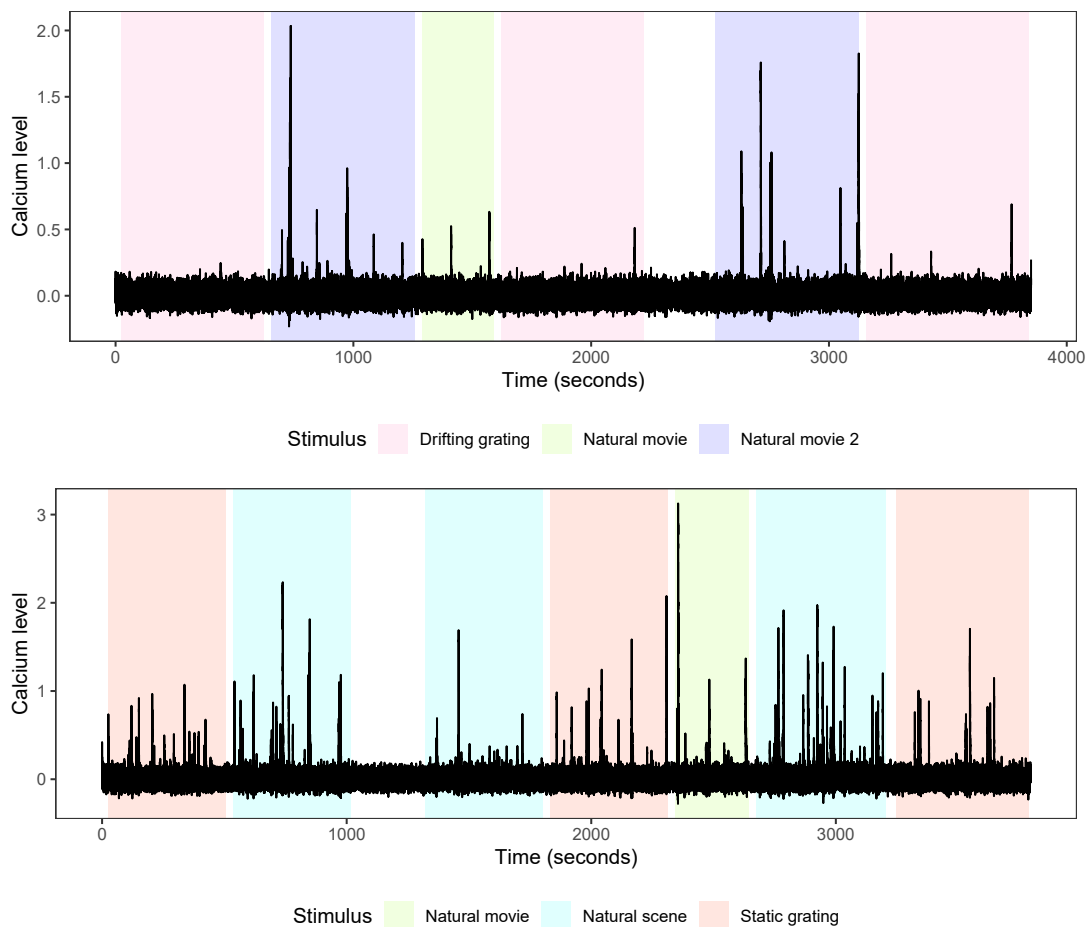 2.0
1.5
1.0
0.5
0.0
Calcium level
0 1000 2000 3000 4000
Time (seconds)
Stimulus Drifting grating Natural movie Natural movie 2
3
2
1
0
Calcium level
0 1000 2000 3000
Time (seconds)
Stimulus Natural movie Natural scene Static grating